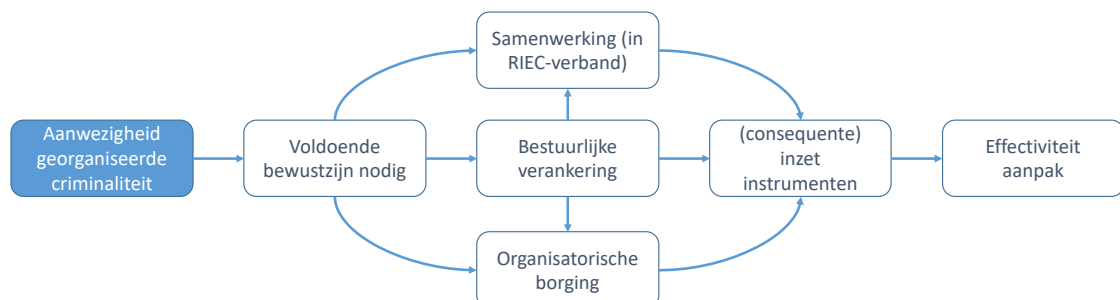 Aanwezigheid
georganiseerde
criminaliteit
Voldoende
bewustzijn nodig
Samenwerking (in
RIEC-verband)
Bestuurlijke
verankering
Organisatorische
borging
(consequente)
inzet
instrumenten
Effectiviteit
aanpak